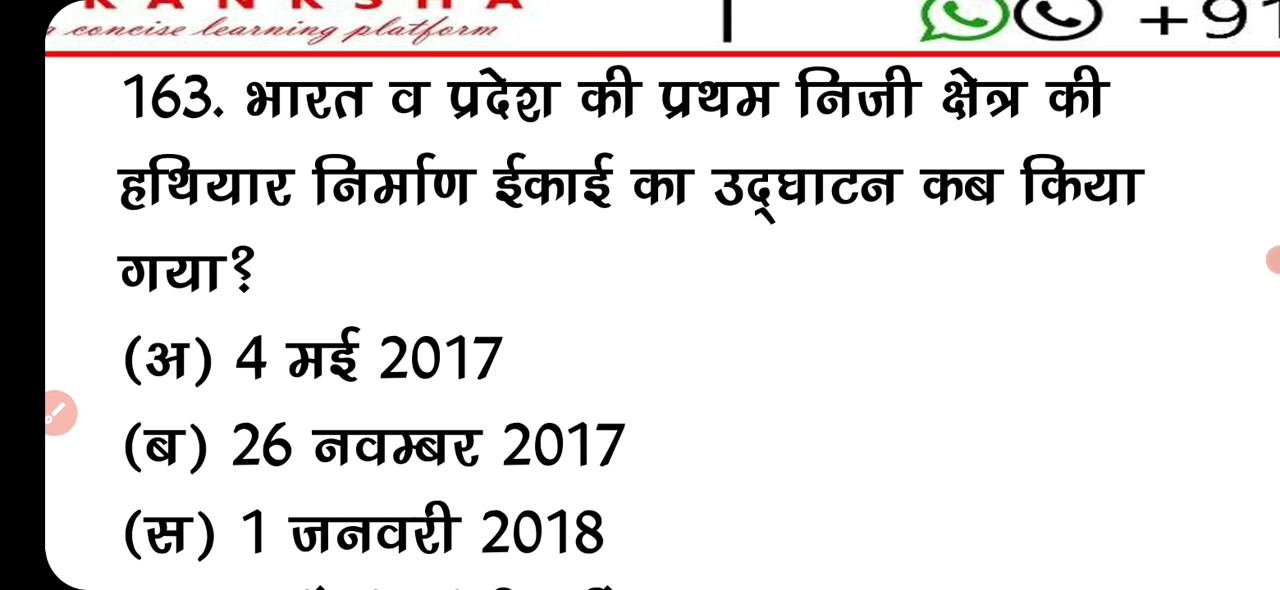 a concise learning platform
+91
163. भारत व प्रदेश की प्रथम निजी क्षेत्र की
हथियार निर्माण ईकाई का उद्घाटन कब किया
गया?
(अ) 4 मई 2017
(ब) 26 नवम्बर 2017
(स) 1 जनवरी 2018